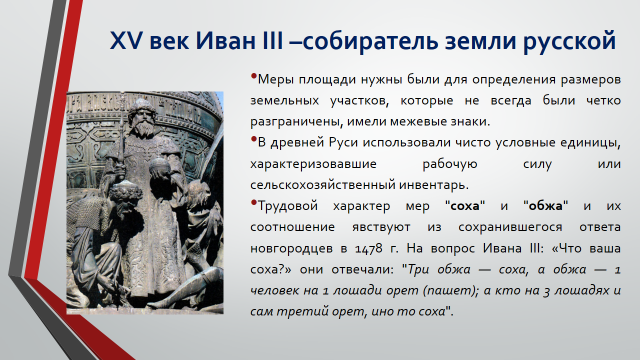 XV век Иван III –собиратель земли русской
•Меры площади нужны были для определения размеров
земельных участков, которые не всегда были четко
разграничены, имели межевые знаки.
•В древней Руси использовали чисто условные единицы,
характеризовавшие рабочую силу или
сельскохозяйственный инвентарь.
•Трудовой характер мер "соха" и "обжа" и их
соотношение явствуют из сохранившегося ответа
новгородцев в 1478 г. На вопрос Ивана III: «Что ваша
соха?» они отвечали: "Три обжа — соха, а обжа — 1
человек на 1 лошади орет (пашет); а кто на 3 лошадях и
сам третий орет, ино то соха".